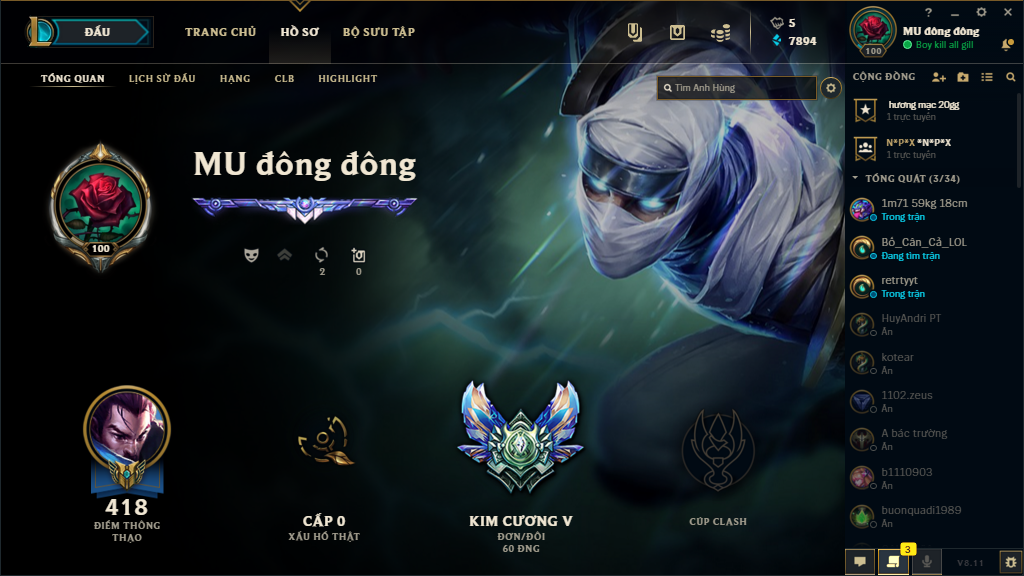 ĐẤU
TRANG CHỦ
HỒ SƠ
BỘ SƯU TẬP
5
7894
100
MU đông đông
Boy kill all gill
TỔNG QUAN
LỊCH SỬ ĐẤU
HẠNG
CLB
HIGHLIGHT
Tìm Anh Hùng
MU đông đông
100
2
0
418
ĐIỂM THÔNG
THẠO
CẤP 0
XẤU HỔ THẬT
KIM CƯƠNG V
ĐƠN/ĐÔI
60 ĐNG
CÚP CLASH
CỘNG ĐỒNG
hương mạc 20gg
1 trực tuyến
N*P*X *N*P*X
1 trực tuyến
TỔNG QUÁT (3/34)
1m71 59kg 18cm
Trong trận
Bỏ_Cân_Cả_LOL
Đang tìm trận
retrtyyt
Trong trận
HuyAndri PT
Ẩn
kotear
Ẩn
1102.zeus
Ẩn
A bác trường
Ẩn
b1110903
Ẩn
buonquadi1989
Ẩn
3
V8.11